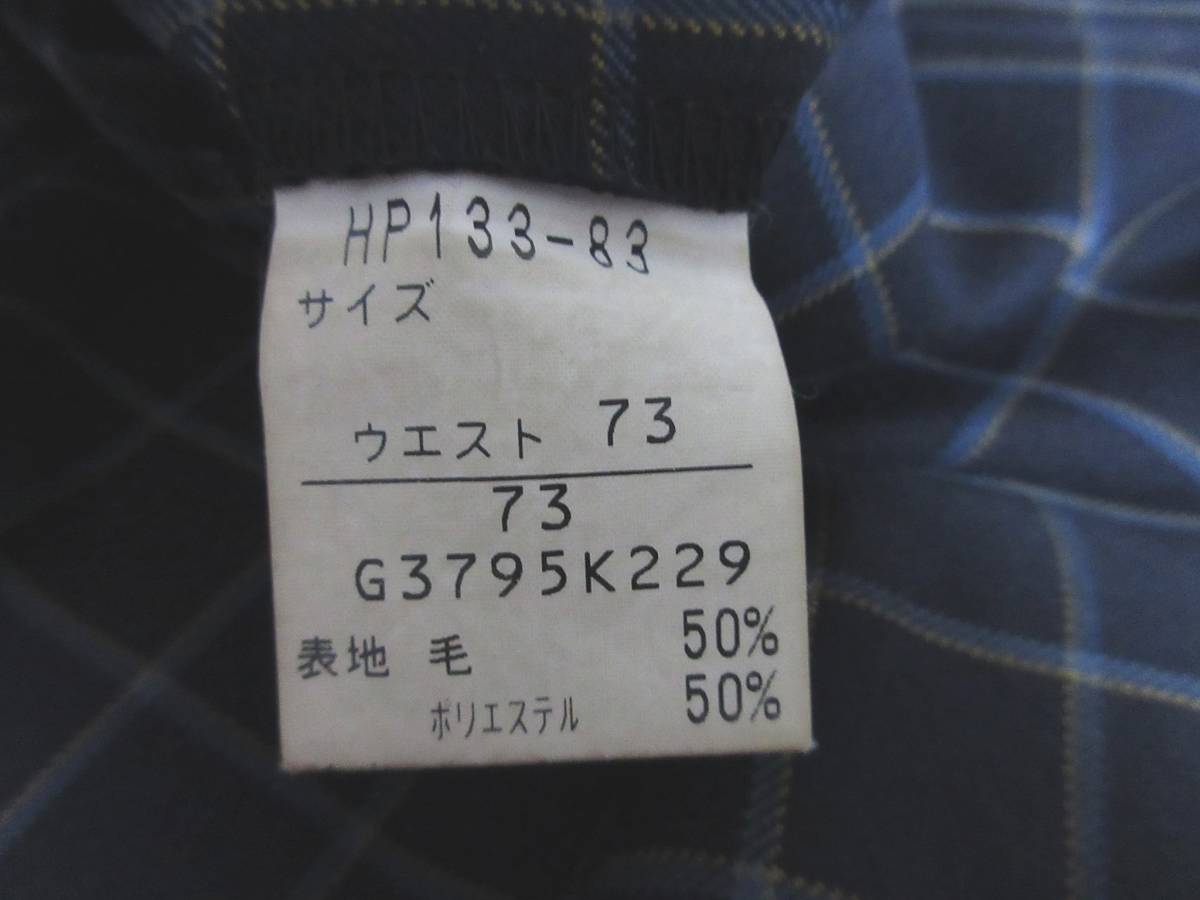 HP133-83
サイズ
ウエスト 73
73
G3795K229
表地 毛 50%
ポリエステル 50%